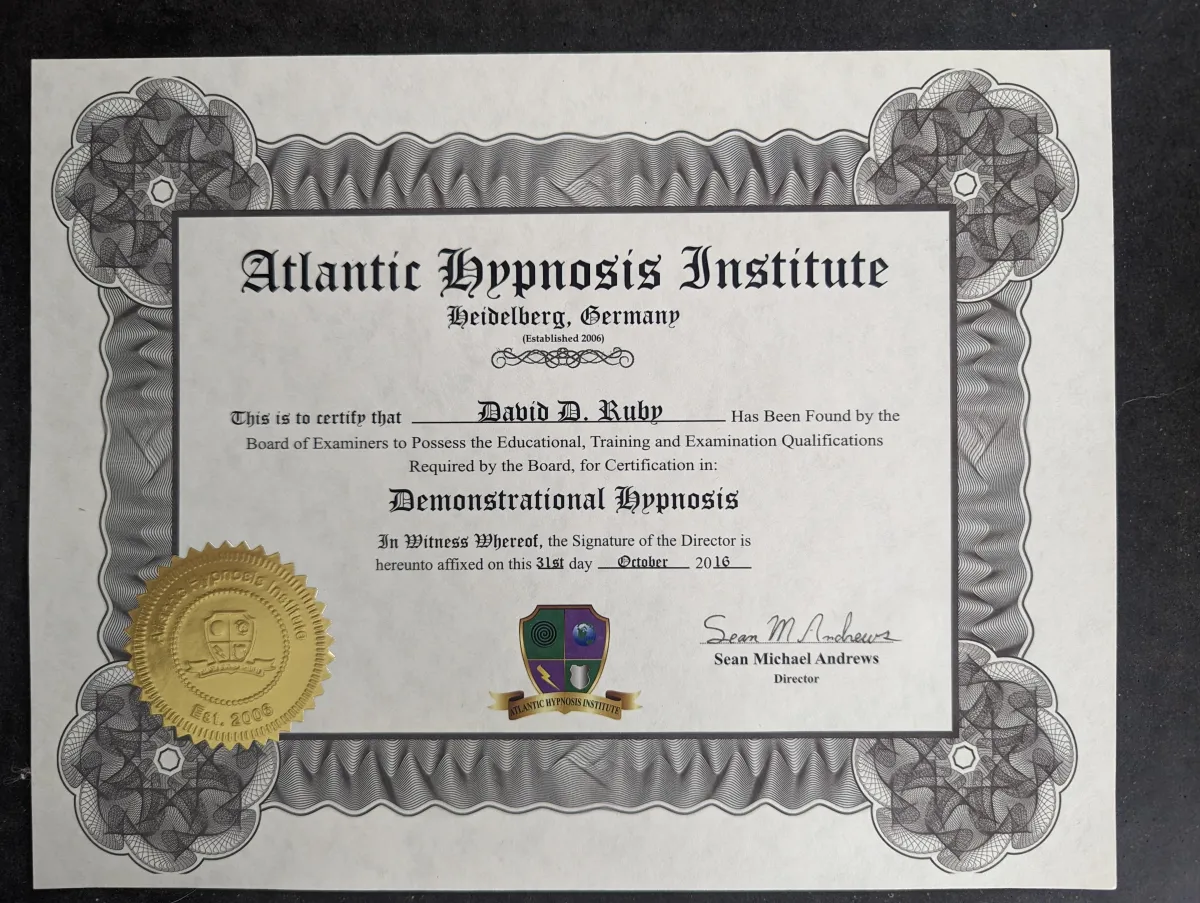 Atlantic Hypnosis Institute
Heidelberg, Germany
(Established 2006)
This is to certify that David D. Ruby Has Been Found by the
Board of Examiners to Possess the Educational, Training and Examination Qualifications
Required by the Board, for Certification in:
Demonstrational Hypnosis
In Witness Whereof, the Signature of the Director is
hereunto affixed on this 31st day October 2016
Atlantic Hypnosis Institute
Est. 2006
ATLANTIC HYPNOSIS INSTITUTE
Sean M Andrews
Sean Michael Andrews
Director